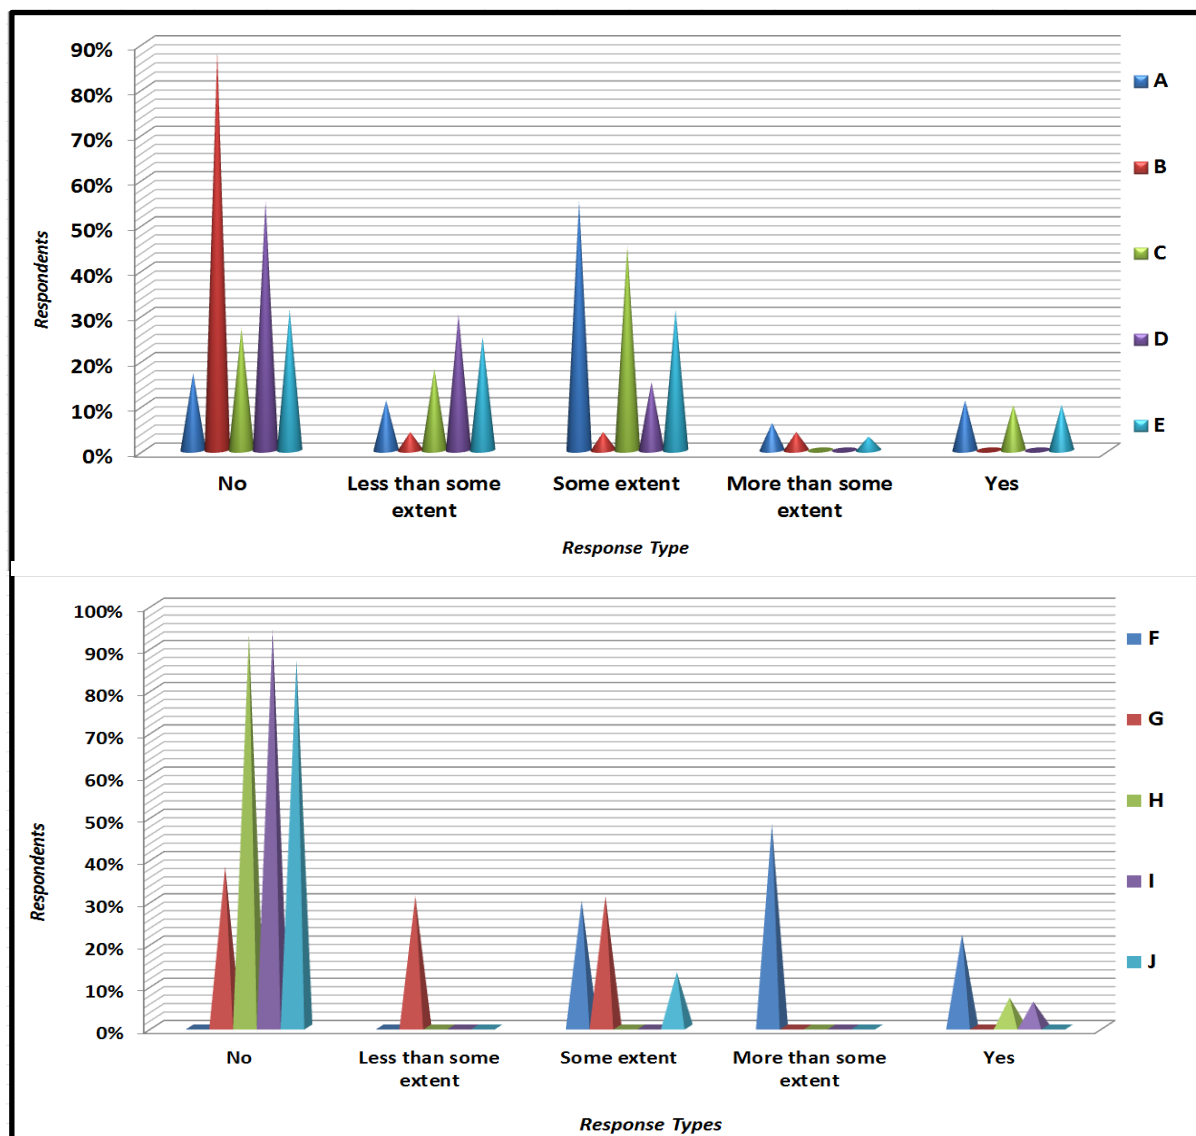 90%
80%
70%
60%
50%
40%
30%
20%
10%
0%
Respondents
No
Less than some
extent
Some extent
More than some
extent
Yes
Response Type
A
B
C
D
E
100%
90%
80%
70%
60%
50%
40%
30%
20%
10%
0%
Respondents
No
Less than some
extent
Some extent
More than some
extent
Yes
Response Types
F
G
H
I
J